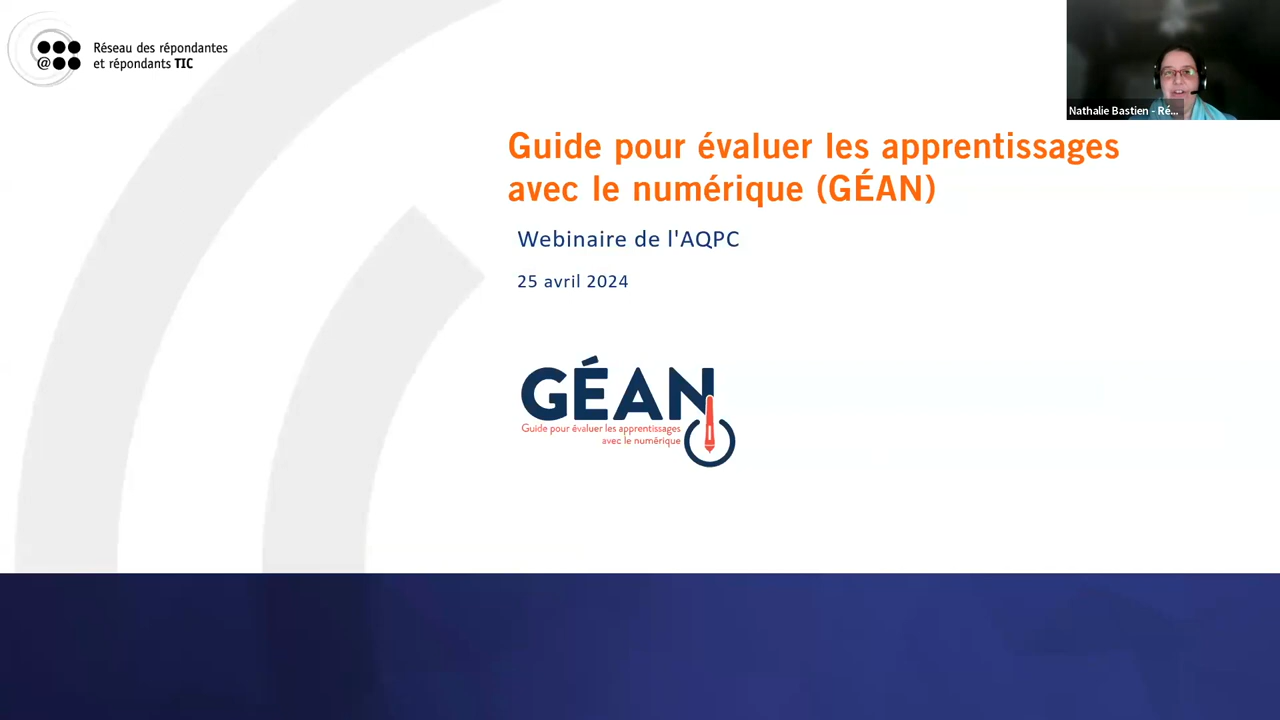 Réseau des répondantes
et répondants TIC
@
Nathalie Bastien - Ré...
Guide pour évaluer les apprentissages
avec le numérique (GÉAN)
Webinaire de l'AQPC
25 avril 2024
GÉAN
Guide pour évaluer les apprentissages
avec le numérique